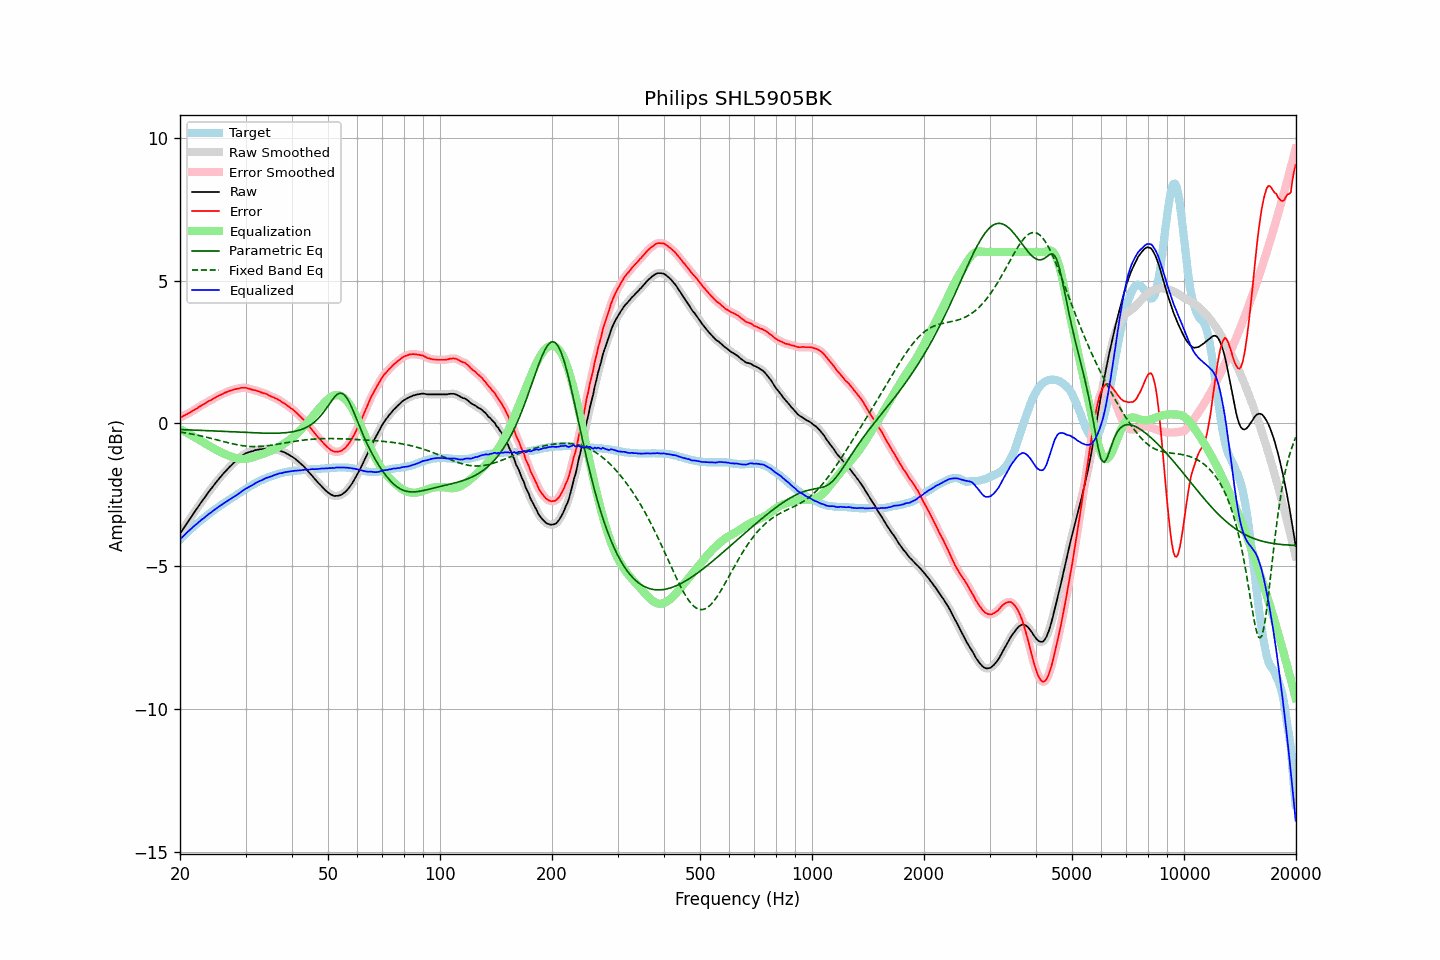 Philips SHL5905BK
Target
Raw Smoothed
Error Smoothed
Raw
Error
Equalization
Parametric Eq
Fixed Band Eq
Equalized
10
5
0
−5
−10
−15
Amplitude (dBr)
20 50 100 200 500 1000 2000 5000 10000 20000
Frequency (Hz)